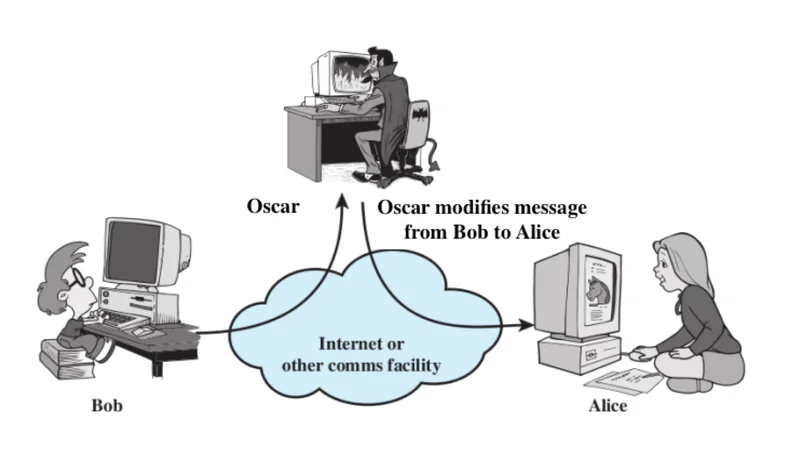 Oscar
Oscar modifies message
from Bob to Alice
Internet or
other comms facility
Bob
Alice